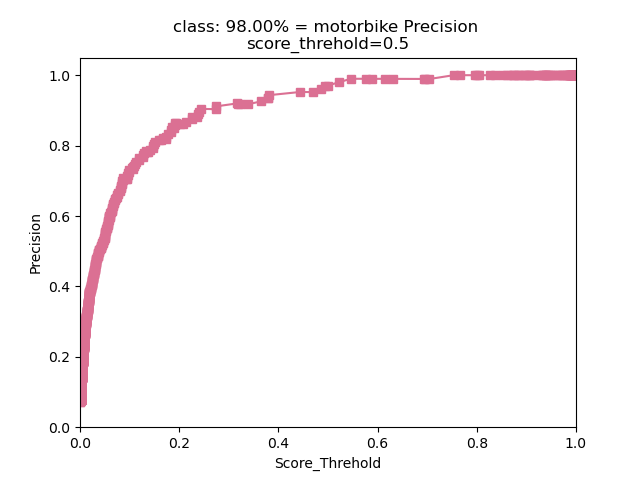 class: 98.00% = motorbike Precision
score_threhold=0.5
1.0
0.8
0.6
0.4
0.2
0.0
Precision
0.0 0.2 0.4 0.6 0.8 1.0
Score_Threhold